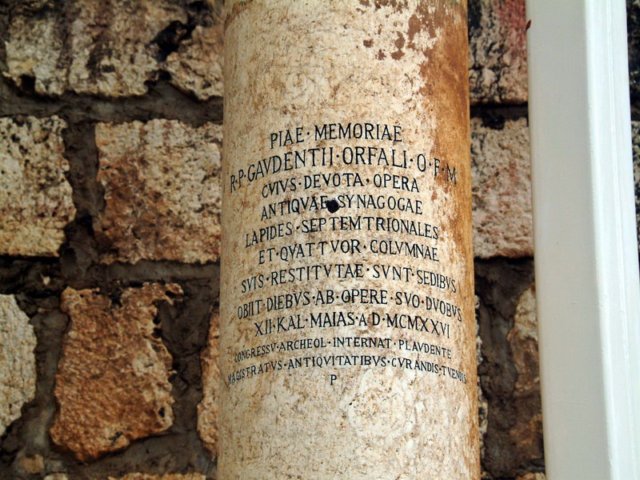 PIAE · MEMORIAE
R · P · GAVDENTII · ORFALI · O · F · M
CVIVS · DEVOTA · OPERA
ANTIQVAE · SYNAGOGAE
LAPIDES · SEPTEMTRIONALES
ET · QVATTVOR · COLVMNAE
SVIS · RESTITVTAE · SVNT · SEDIBVS
OBIIT · DIEBVS · AB · OPERE · SVO · DVOBVS
XII · KAL · MAIAS · A · D · MCMXXVI
CONGRESSV · ARCHEOL · INTERNAT · PLAVDENTE
MAGISTRATVS · ANTIQVITATIBVS · CVRANDIS · TVENDIS
P